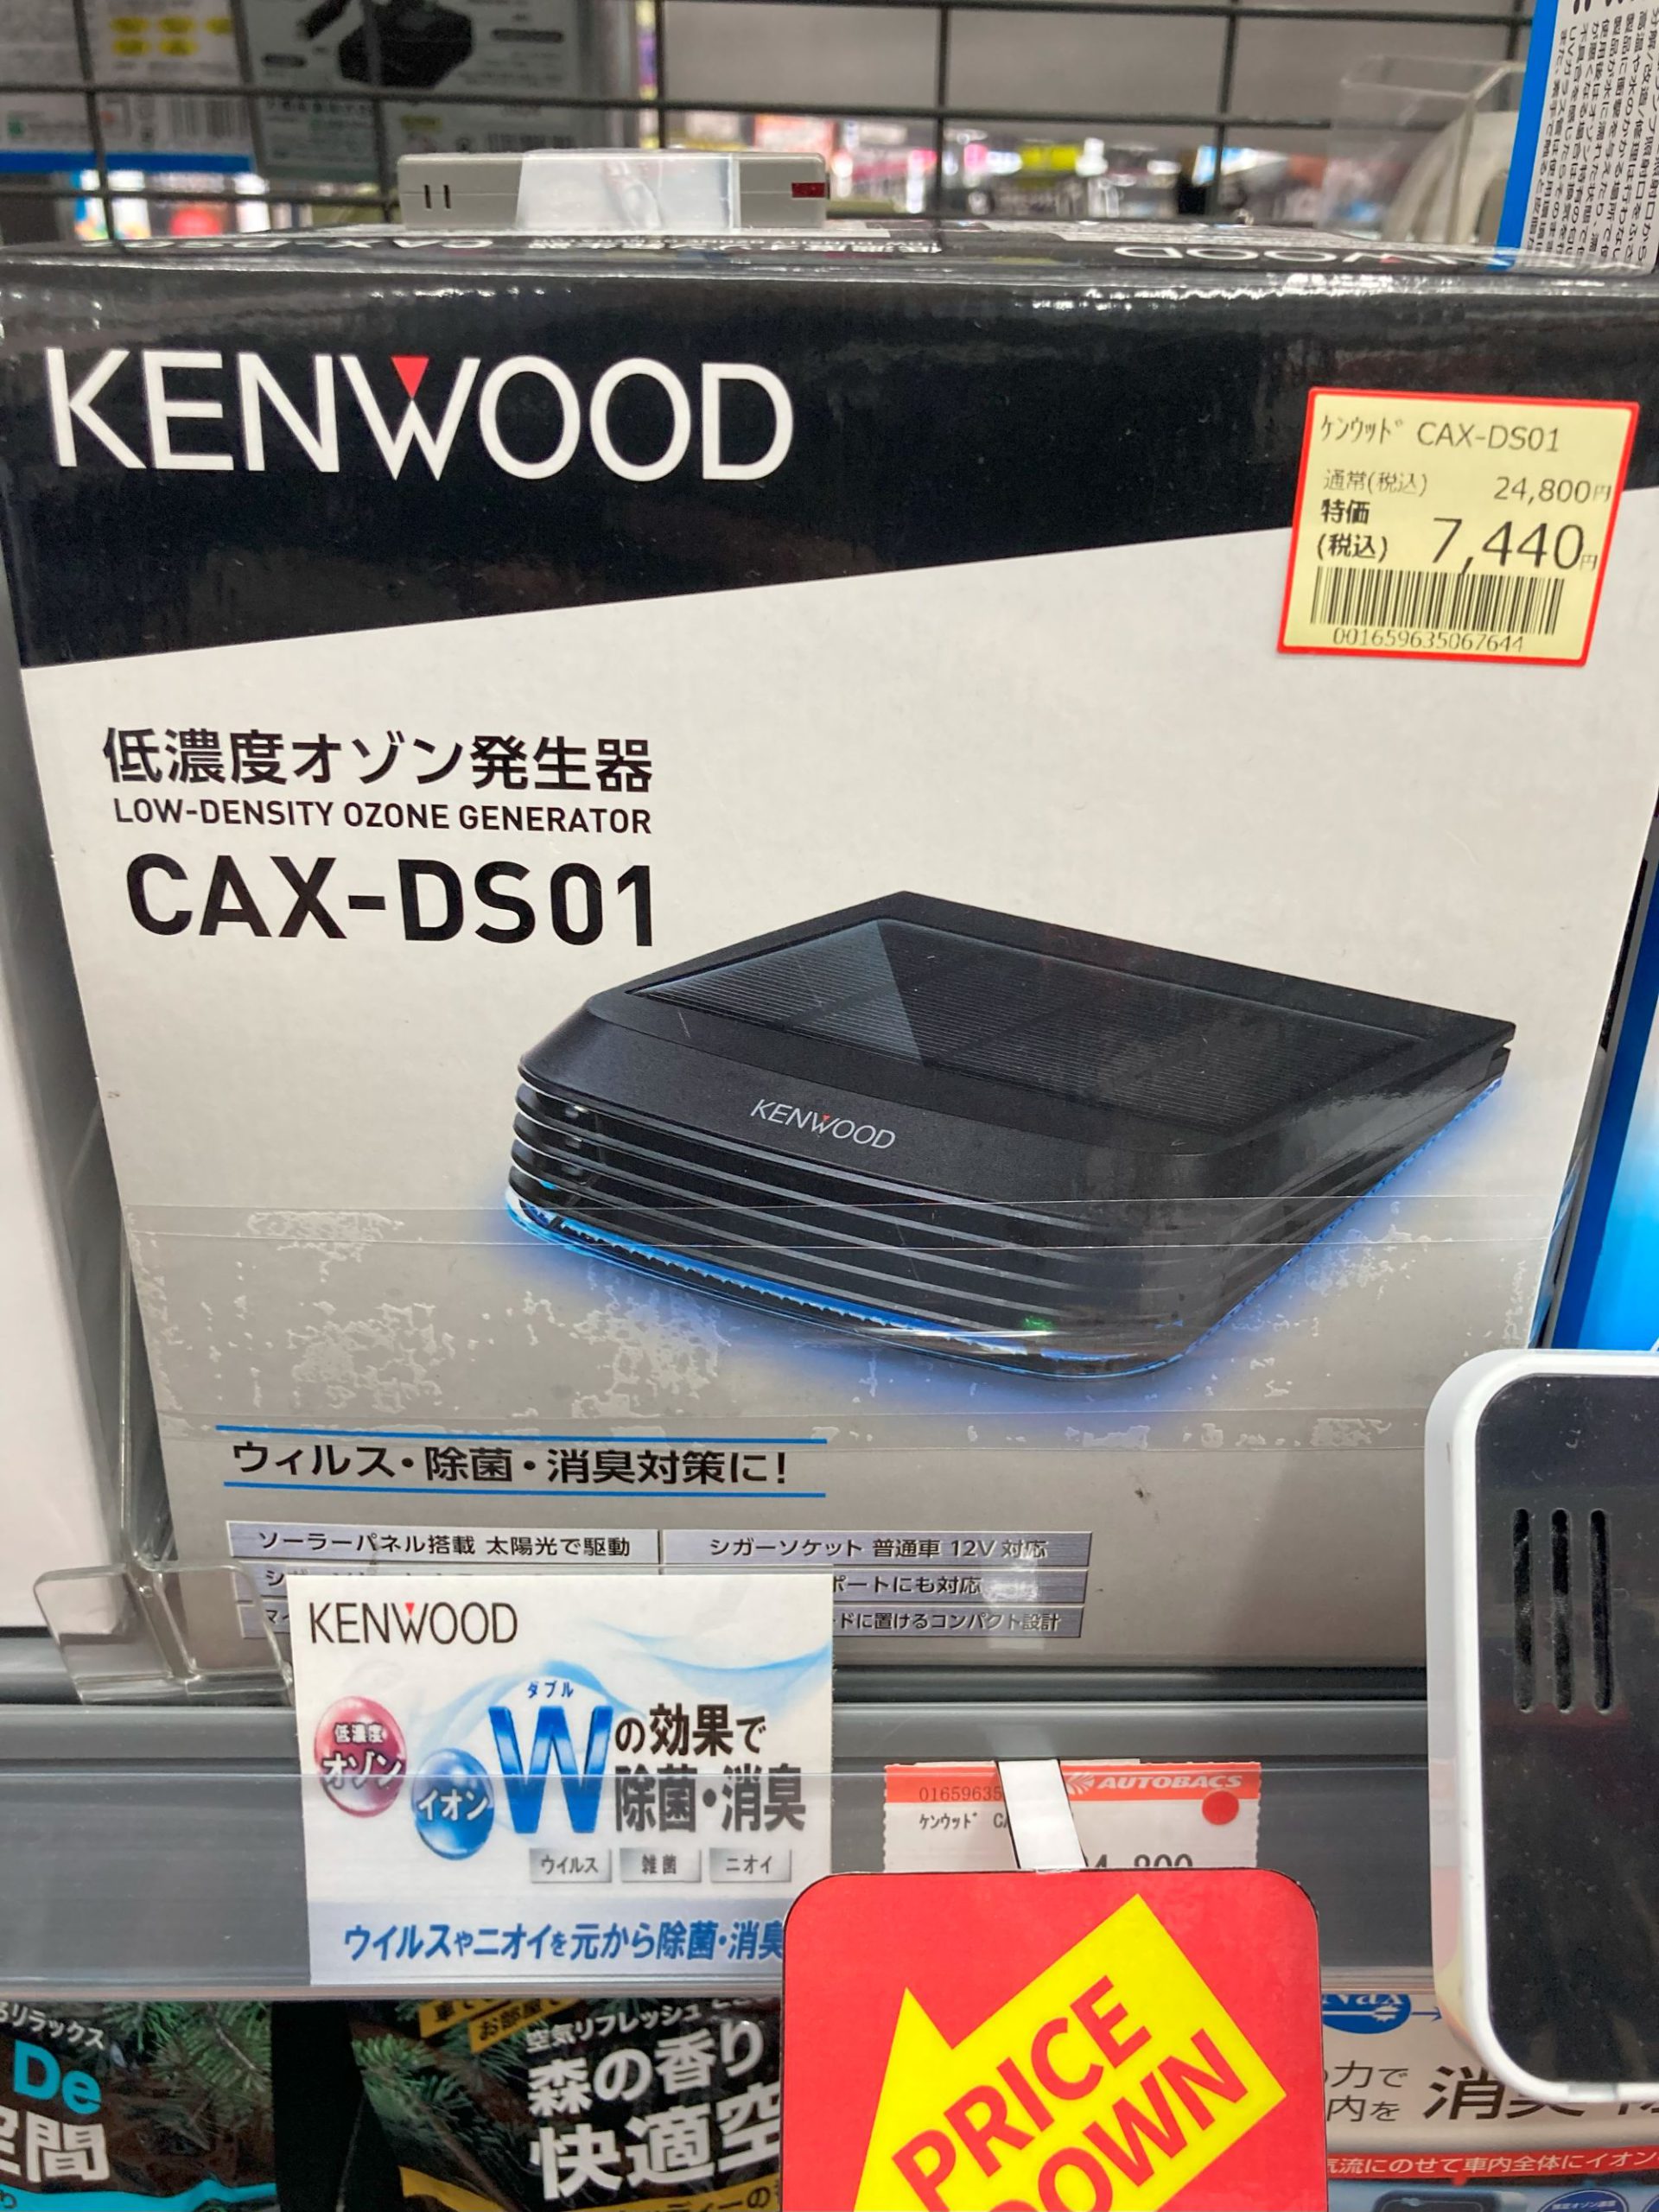 KENWOOD
ケンウッド CAX-DS01
通常(税込) 24,800円
特価
(税込) 7,440円
001659635067644
低濃度オゾン発生器
LOW-DENSITY OZONE GENERATOR
CAX-DS01
KENWOOD
ウィルス・除菌・消臭対策に!
ソーラーパネル搭載 太陽光で駆動
シガーソケット 普通車 12V 対応
ポートにも対応
ドに置けるコンパクト設計
KENWOOD
低濃度
オゾン
イオン
ダブル
Wの効果で
除菌・消臭
ウイルス 雑菌 ニオイ
ウイルスやニオイを元から除菌・消臭
AUTOBACS
01659635
ケンウッド CA
PRICE
DOWN
リラックス
De
空間
空気リフレッシュ
森の香り
快適空
力で
内を
消臭
気流にのせて車内全体にイオン